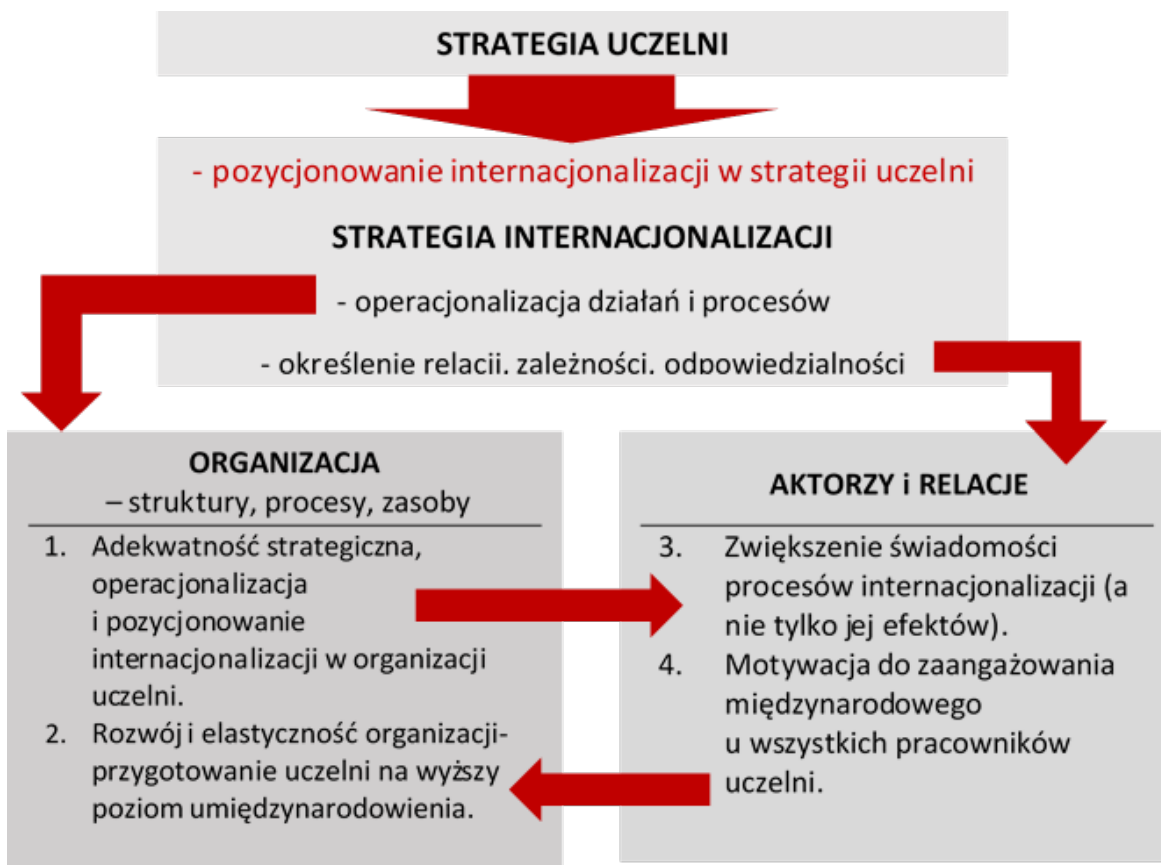 STRATEGIA UCZELNI
- pozycjonowanie internacjonalizacji w strategii uczelni
STRATEGIA INTERNACJONALIZACJI
- operacjonalizacja działań i procesów
- określenie relacji, zależności, odpowiedzialności
ORGANIZACJA
– struktury, procesy, zasoby
1. Adekwatność strategiczna,
operacjonalizacja
i pozycjonowanie
internacjonalizacji w organizacji
uczelni.
2. Rozwój i elastyczność organizacji-
przygotowanie uczelni na wyższy
poziom umiędzynarodowienia.
AKTORZY i RELACJE
3. Zwiększenie świadomości
procesów internacjonalizacji (a
nie tylko jej efektów).
4. Motywacja do zaangażowania
międzynarodowego
u wszystkich pracowników
uczelni.